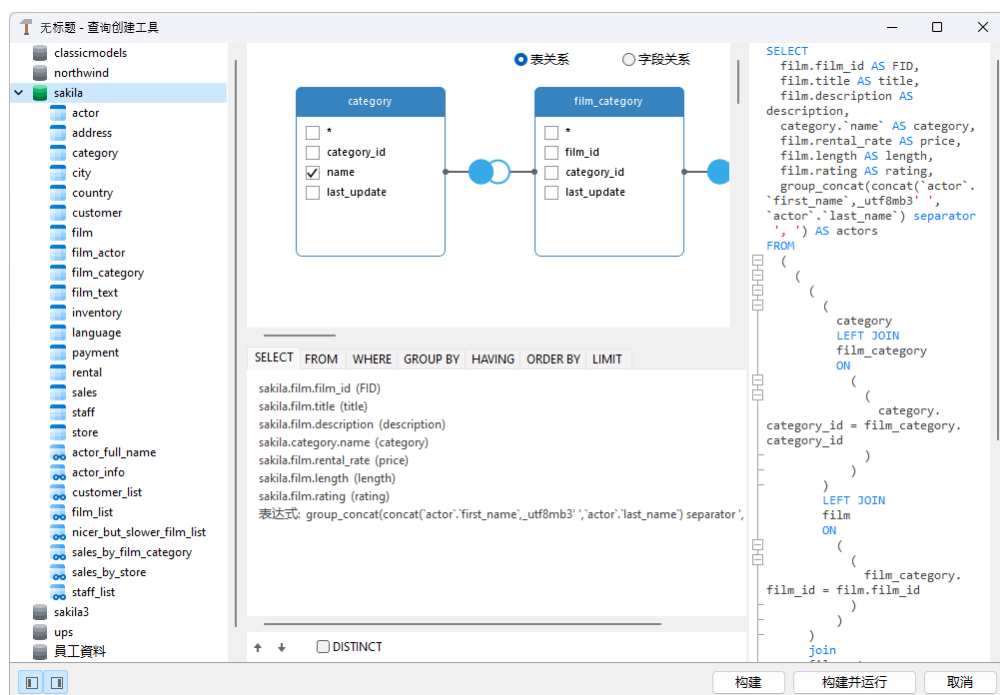 无标题 - 查询创建工具
classicmodels
northwind
sakila
actor
address
category
city
country
customer
film
film_actor
film_category
film_text
inventory
language
payment
rental
sales
staff
store
actor_full_name
actor_info
customer_list
film_list
nicer_but_slower_film_list
sales_by_film_category
sales_by_store
staff_list
sakila3
ups
員工資料
表关系 字段关系
category
*
category_id
name
last_update
film_category
*
film_id
category_id
last_update
SELECT FROM WHERE GROUP BY HAVING ORDER BY LIMIT
sakila.film.film_id (FID)
sakila.film.title (title)
sakila.film.description (description)
sakila.category.name (category)
sakila.film.rental_rate (price)
sakila.film.length (length)
sakila.film.rating (rating)
表达式: group_concat(concat(`actor`.`first_name`,_utf8mb3' ',`actor`.`last_name`) separator ',
DISTINCT
SELECT
film.film_id AS FID,
film.title AS title,
film.description AS
description,
category.`name` AS category,
film.rental_rate AS price,
film.length AS length,
film.rating AS rating,
group_concat(concat(`actor`.
`first_name`,_utf8mb3' ',
`actor`.`last_name`) separator
', ') AS actors
FROM
(
(
(
(
category
LEFT JOIN
film_category
ON
(
(
category.
category_id = film_category.
category_id
)
)
)
LEFT JOIN
film
ON
(
(
film_category.
film_id = film.film_id
)
)
)
join
构建 构建并运行 取消